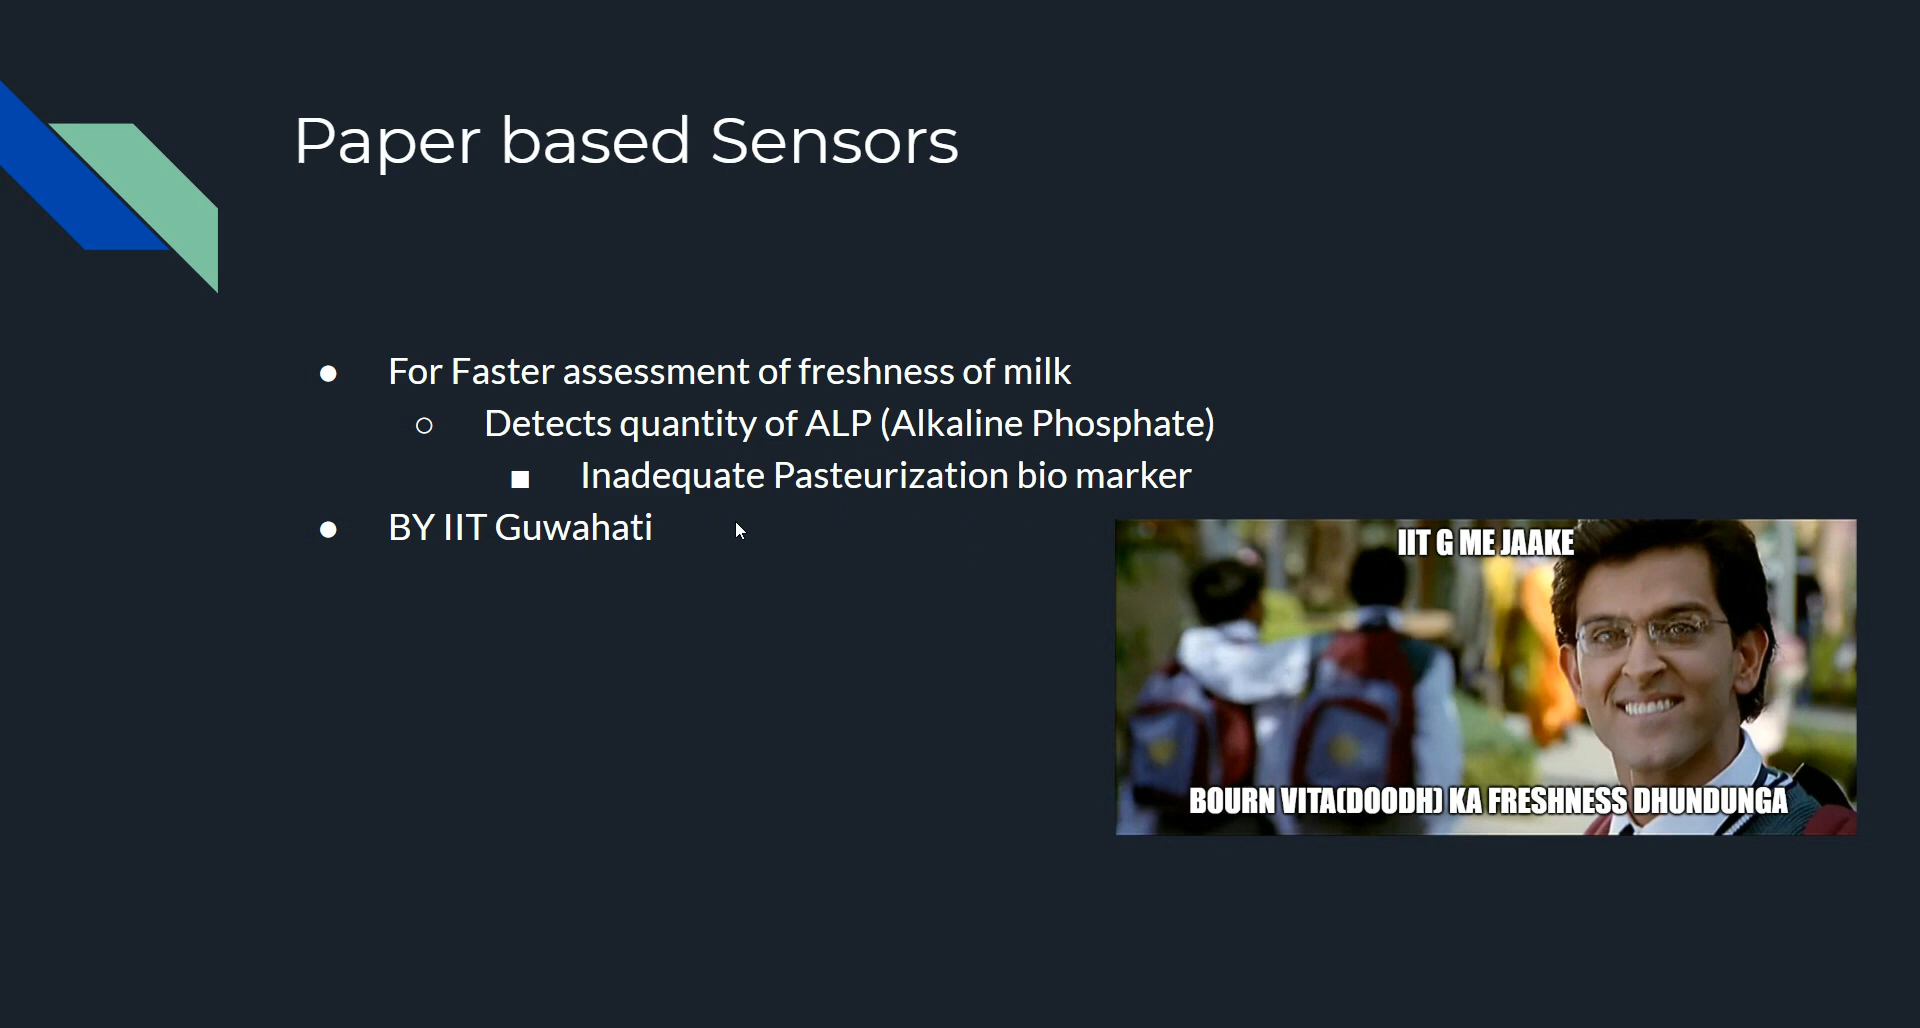 Paper based Sensors
● For Faster assessment of freshness of milk
○ Detects quantity of ALP (Alkaline Phosphate)
■ Inadequate Pasteurization bio marker
● BY IIT Guwahati
IIT G ME JAAKE
BOURN VITA(DOODH) KA FRESHNESS DHUNDUNGA